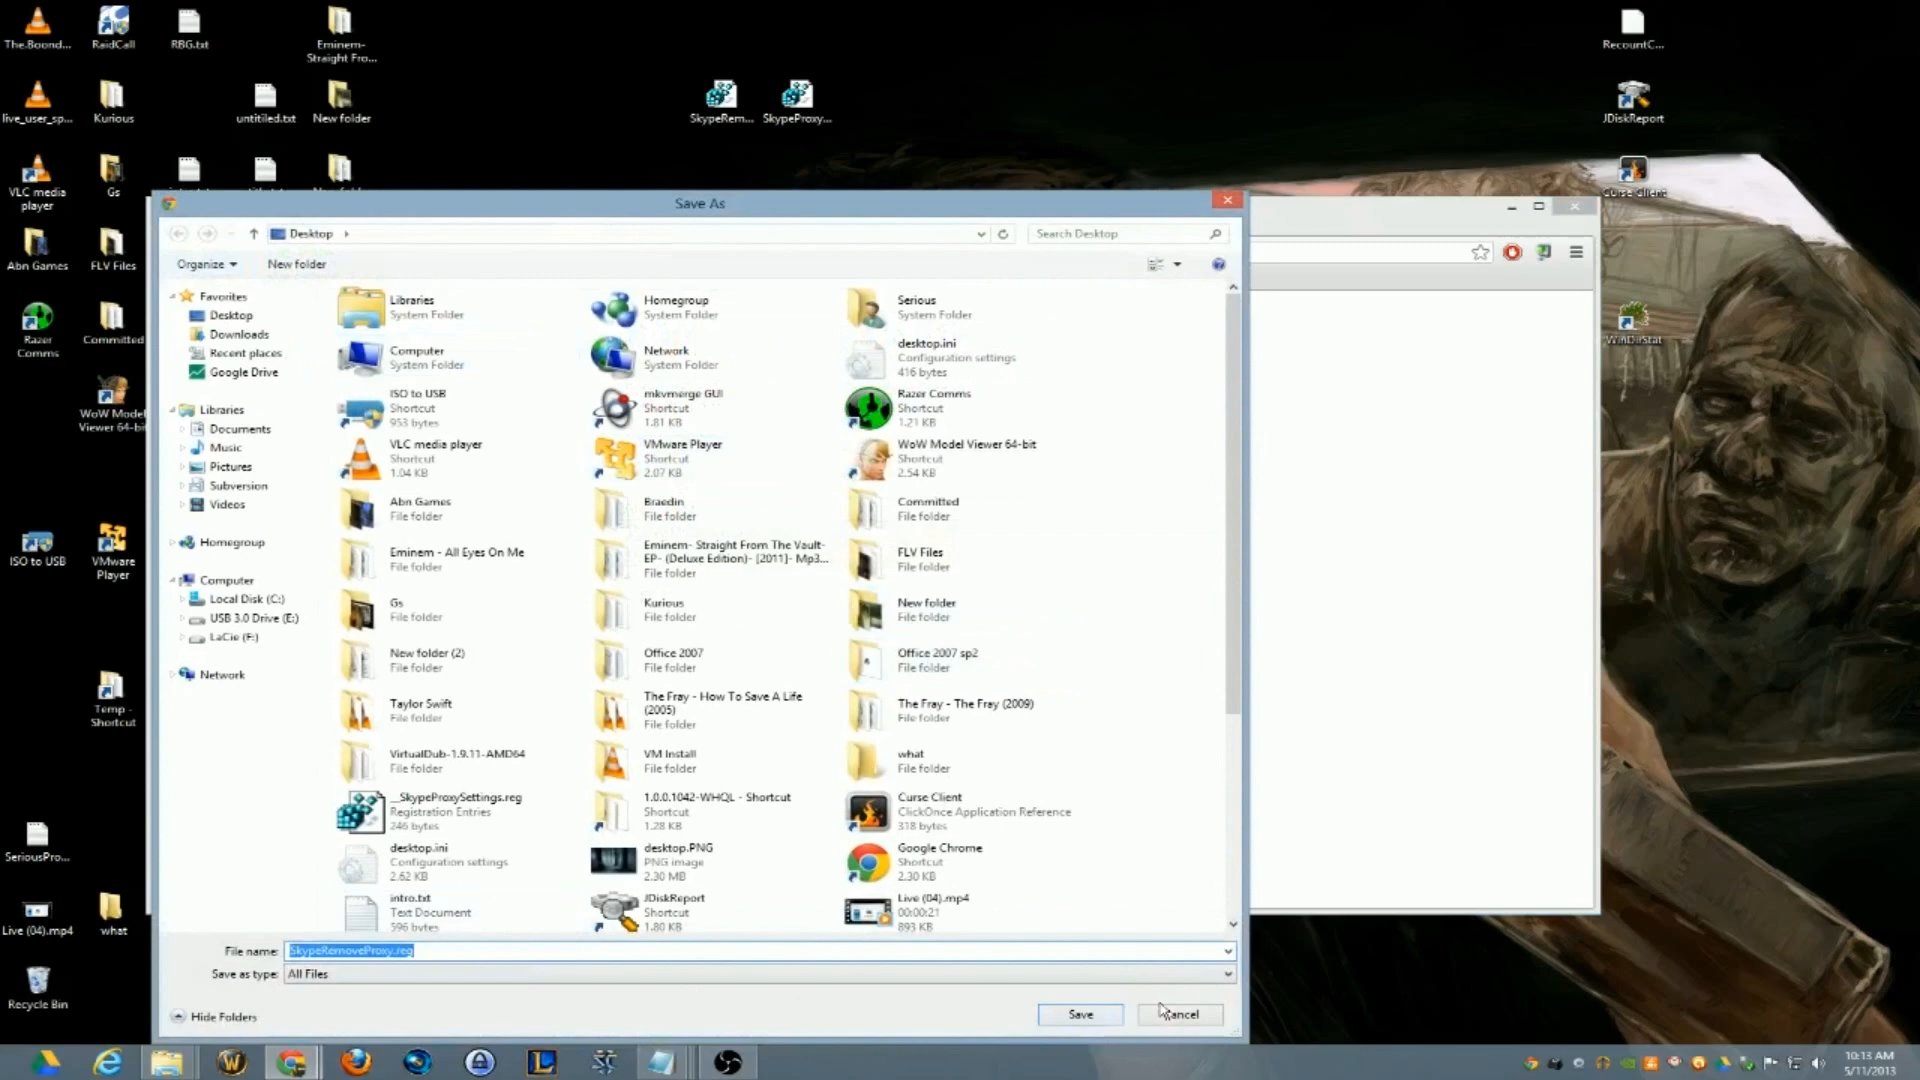 The.Boond...
RaidCall
RBG.txt
Eminem-
Straight Fro...
RecountC...
live_user_sp...
Kurious
untitiled.txt
New folder
SkypeRem...
SkypeProxy...
JDiskReport
VLC media
player
Gs
Curse Client
Save As
Desktop
Search Desktop
Organize
New folder
Abn Games
FLV Files
Razer
Comms
Committed
WinDirStat
WoW Model
Viewer 64-bit
ISO to USB
VMware
Player
Temp -
Shortcut
SeriousPro...
Live (04).mp4
what
Recycle Bin
Favorites
Desktop
Downloads
Recent places
Google Drive
Libraries
Documents
Music
Pictures
Subversion
Videos
Homegroup
Computer
Local Disk (C:)
USB 3.0 Drive (E:)
LaCie (F:)
Network
Libraries
System Folder
Homegroup
System Folder
Serious
System Folder
Computer
System Folder
Network
System Folder
desktop.ini
Configuration settings
416 bytes
ISO to USB
Shortcut
953 bytes
mkvmerge GUI
Shortcut
1.81 KB
Razer Comms
Shortcut
1.21 KB
VLC media player
Shortcut
1.04 KB
VMware Player
Shortcut
2.07 KB
WoW Model Viewer 64-bit
Shortcut
2.54 KB
Abn Games
File folder
Braedin
File folder
Committed
File folder
Eminem - All Eyes On Me
File folder
Eminem- Straight From The Vault-
EP- (Deluxe Edition)- [2011]- Mp3...
File folder
FLV Files
File folder
Gs
File folder
Kurious
File folder
New folder
File folder
New folder (2)
File folder
Office 2007
File folder
Office 2007 sp2
File folder
Taylor Swift
File folder
The Fray - How To Save A Life
(2005)
File folder
The Fray - The Fray (2009)
File folder
VirtualDub-1.9.11-AMD64
File folder
VM Install
File folder
what
File folder
__SkypeProxySettings.reg
Registration Entries
246 bytes
1.0.0.1042-WHQL - Shortcut
Shortcut
1.28 KB
Curse Client
ClickOnce Application Reference
318 bytes
desktop.ini
Configuration settings
2.62 KB
desktop.PNG
PNG image
2.30 MB
Google Chrome
Shortcut
2.30 KB
intro.txt
Text Document
596 bytes
JDiskReport
Shortcut
1.80 KB
Live (04).mp4
00:00:21
893 KB
File name: SkypeRemoveProxy.reg
Save as type: All Files
Hide Folders
Save
Cancel
10:13 AM
5/11/2013